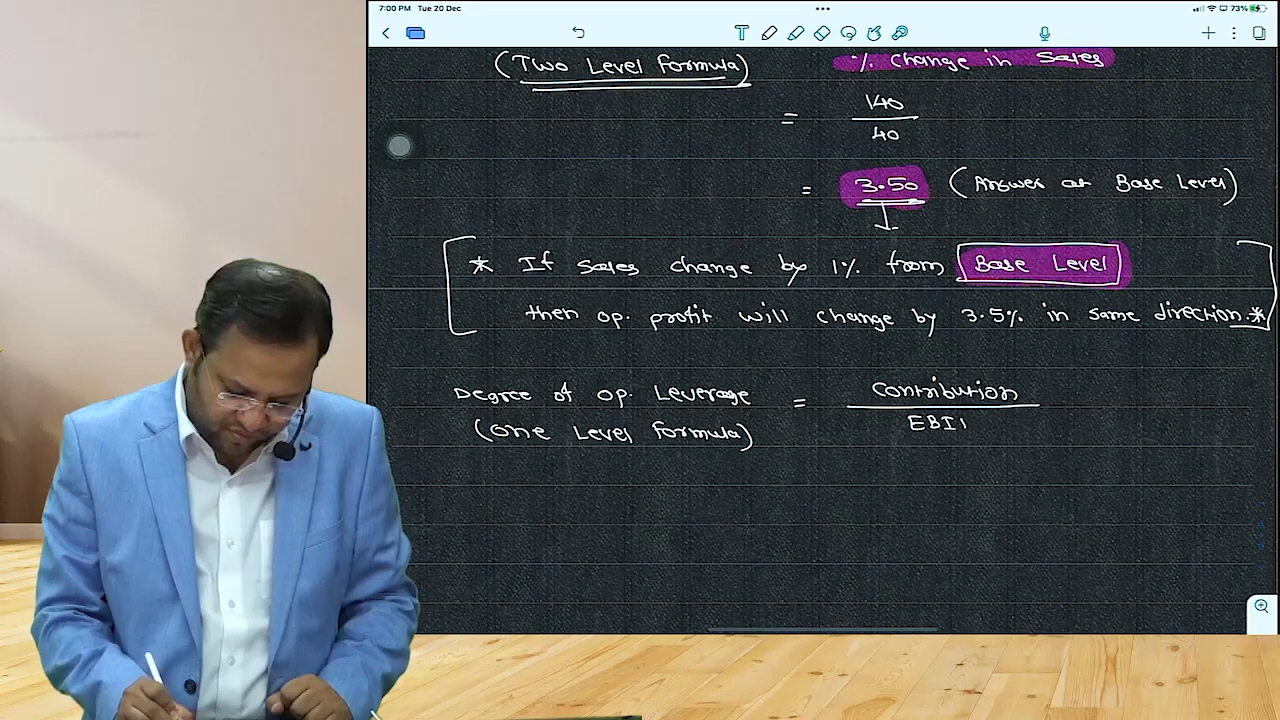 7:00 PM Tue 20 Dec
73%
(Two Level Formula) % Change in Sales
= 140
40
= 3.50 (Answer at Base Level)
* If Sales change by 1% from Base Level
then op. profit will change by 3.5% in same direction.*
Degree of op. Leverage = Contribution
(One Level Formula) EBI